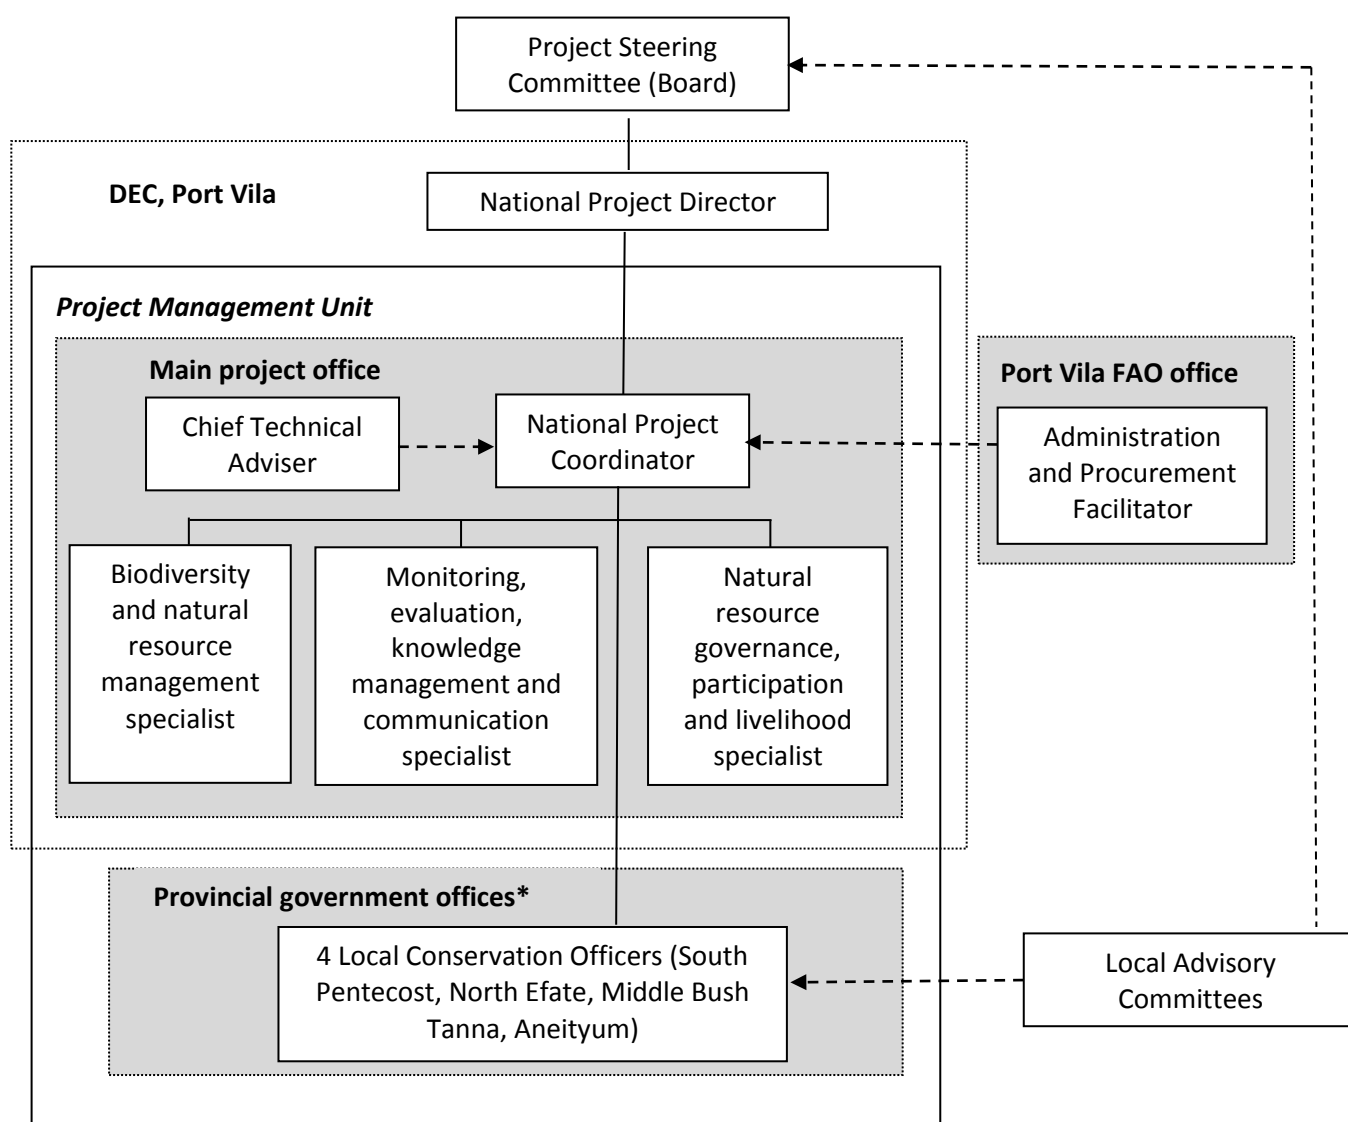 Project Steering
Committee (Board)
DEC, Port Vila
National Project Director
Project Management Unit
Main project office
Port Vila FAO office
Chief Technical
Adviser
National Project
Coordinator
Administration
and Procurement
Facilitator
Biodiversity
and natural
resource
management
specialist
Monitoring,
evaluation,
knowledge
management and
communication
specialist
Natural
resource
governance,
participation
and livelihood
specialist
Provincial government offices*
4 Local Conservation Officers (South
Pentecost, North Efate, Middle Bush
Tanna, Aneityum)
Local Advisory
Committees